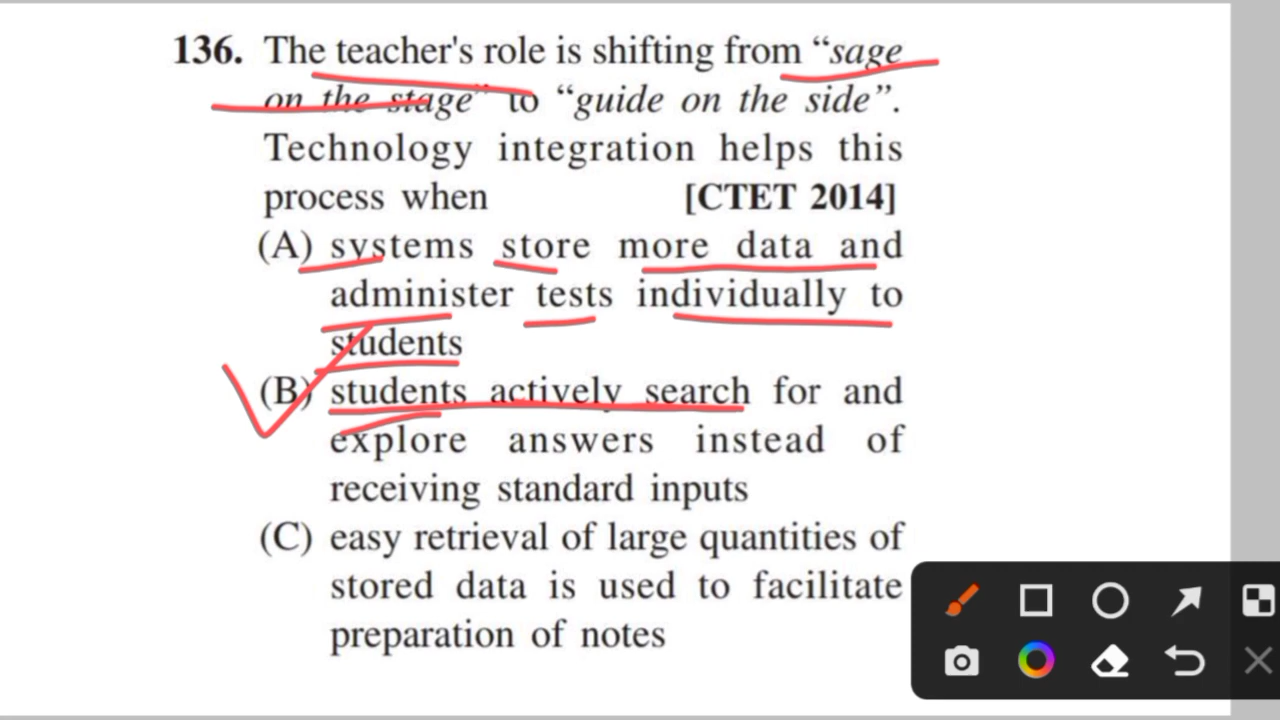 136. The teacher's role is shifting from “sage
on the stage” to “guide on the side”.
Technology integration helps this
process when [CTET 2014]
(A) systems store more data and
administer tests individually to
students
(B) students actively search for and
explore answers instead of
receiving standard inputs
(C) easy retrieval of large quantities of
stored data is used to facilitate
preparation of notes